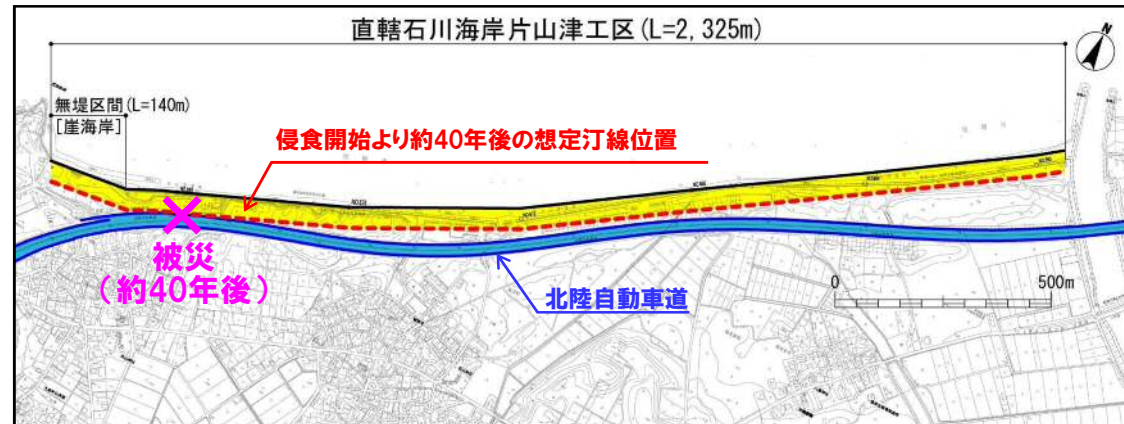 直轄石川海岸片山津工区(L=2,325m)
N
無堤区間(L=140m)
[崖海岸]
侵食開始より約40年後の想定汀線位置
被災
(約40年後)
北陸自動車道
0
500m